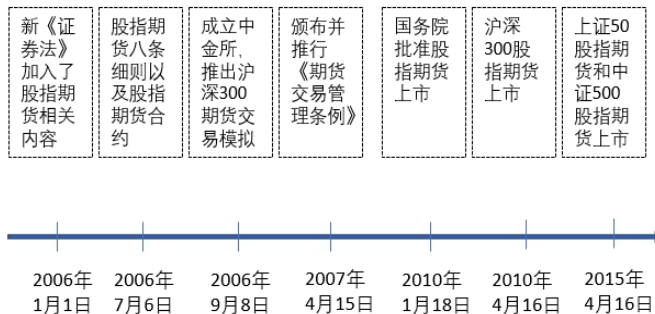 新《证
券法》
加入了
股指期
货相关
内容
股指期
货八条
细则以
及股指
期货合
约
成立中
金所，
推出沪
深300
期货交
易模拟
颁布并
推行
《期货
交易管
理条例》
国务院
批准股
指期货
上市
沪深
300股
指期货
上市
上证50
股指期
货和中
证500
股指期
货上市
2006年
1月1日
2006年
7月6日
2006年
9月8日
2007年
4月15日
2010年
1月18日
2010年
4月16日
2015年
4月16日